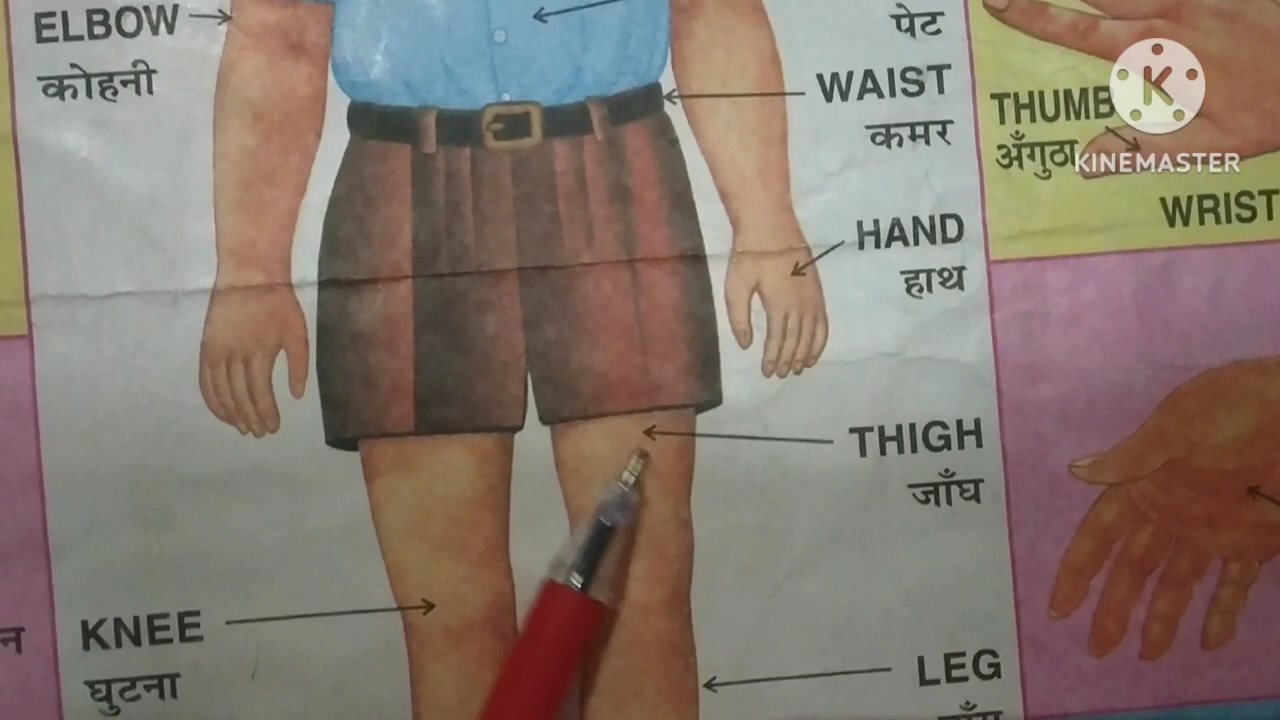 ELBOW
कोहनी
पेट
WAIST
कमर
HAND
हाथ
THIGH
जाँघ
KNEE
घुटना
LEG
THUMB
अँगुठा
WRIST
K
KINEMASTER